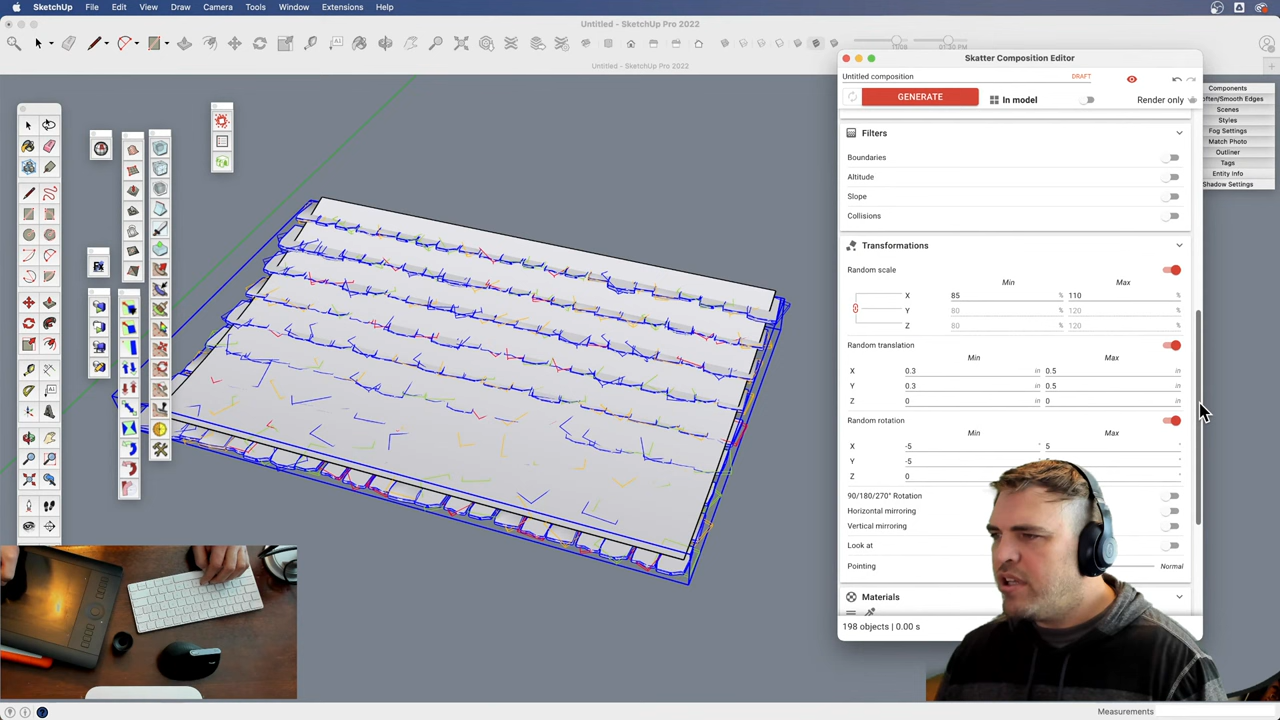 SketchUp File Edit View Draw Camera Tools Window Extensions Help
Untitled - SketchUp Pro 2022
Untitled - SketchUp Pro 2022
Skatter Composition Editor
Untitled composition DRAFT
GENERATE In model Render only
Filters
Boundaries
Altitude
Slope
Collisions
Transformations
Random scale
Min Max
X 85 % 110 %
Y 80 % 120 %
Z 80 % 120 %
Random translation
Min Max
X 0.3 in 0.5 in
Y 0.3 in 0.5 in
Z 0 in 0 in
Random rotation
Min Max
X -5 ° 5 °
Y -5 5 °
Z 0
90/180/270° Rotation
Horizontal mirroring
Vertical mirroring
Look at
Pointing Normal
Materials
198 objects | 0.00 s
Components
often/Smooth Edges
Scenes
Styles
Fog Settings
Match Photo
Outliner
Tags
Entity Info
Shadow Settings
Measurements